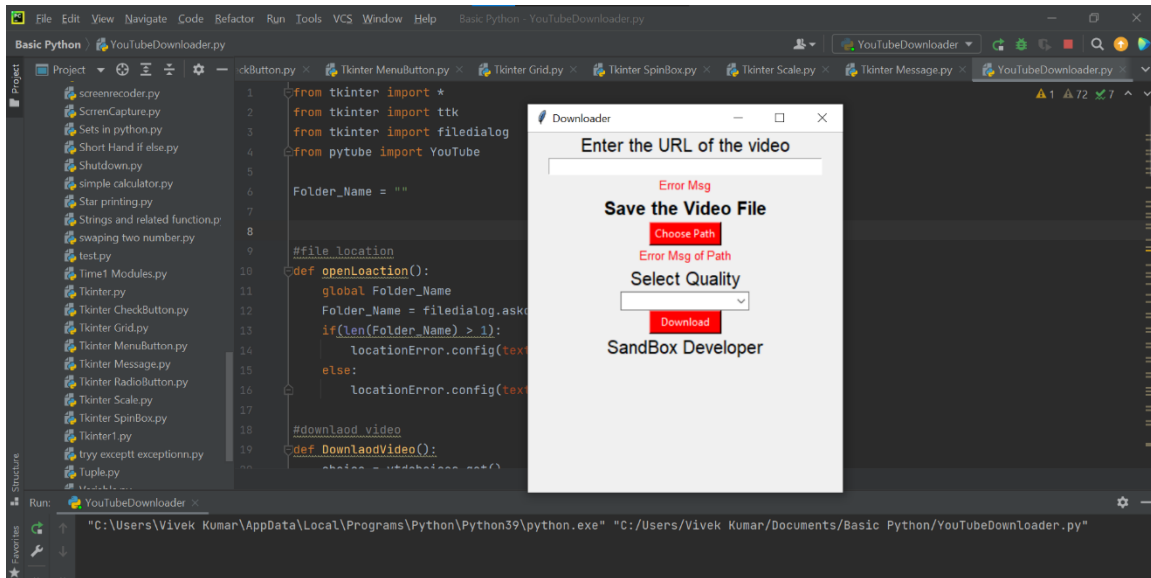 PC File Edit View Navigate Code Refactor Run Tools VCS Window Help Basic Python - YouTubeDownloader.py
Basic Python YouTubeDownloader.py YouTubeDownloader
Project ckButton.py Tkinter MenuButton.py Tkinter Grid.py Tkinter SpinBox.py Tkinter Scale.py Tkinter Message.py YouTubeDownloader.py
Project
Structure
Favorites
screenrecoder.py
ScrrenCapture.py
Sets in python.py
Short Hand if else.py
Shutdown.py
simple calculator.py
Star printing.py
Strings and related function.p
swaping two number.py
test.py
Time1 Modules.py
Tkinter.py
Tkinter CheckButton.py
Tkinter Grid.py
Tkinter MenuButton.py
Tkinter Message.py
Tkinter RadioButton.py
Tkinter Scale.py
Tkinter SpinBox.py
Tkinter1.py
tryy exceptt exceptionn.py
Tuple.py
1 from tkinter import *
2 from tkinter import ttk
3 from tkinter import filedialog
4 from pytube import YouTube
5
6 Folder_Name = ""
7
8
9 #file location
10 def openLoaction():
11 global Folder_Name
12 Folder_Name = filedialog.askd
13 if(len(Folder_Name) > 1):
14 locationError.config(text
15 else:
16 locationError.config(text
17
18 #downlaod video
19 def DownlaodVideo():
1 72 7
Downloader
Enter the URL of the video
Error Msg
Save the Video File
Choose Path
Error Msg of Path
Select Quality
Download
SandBox Developer
Run: YouTubeDownloader
"C:\Users\Vivek Kumar\AppData\Local\Programs\Python\Python39\python.exe" "C:/Users/Vivek Kumar/Documents/Basic Python/YouTubeDownloader.py"